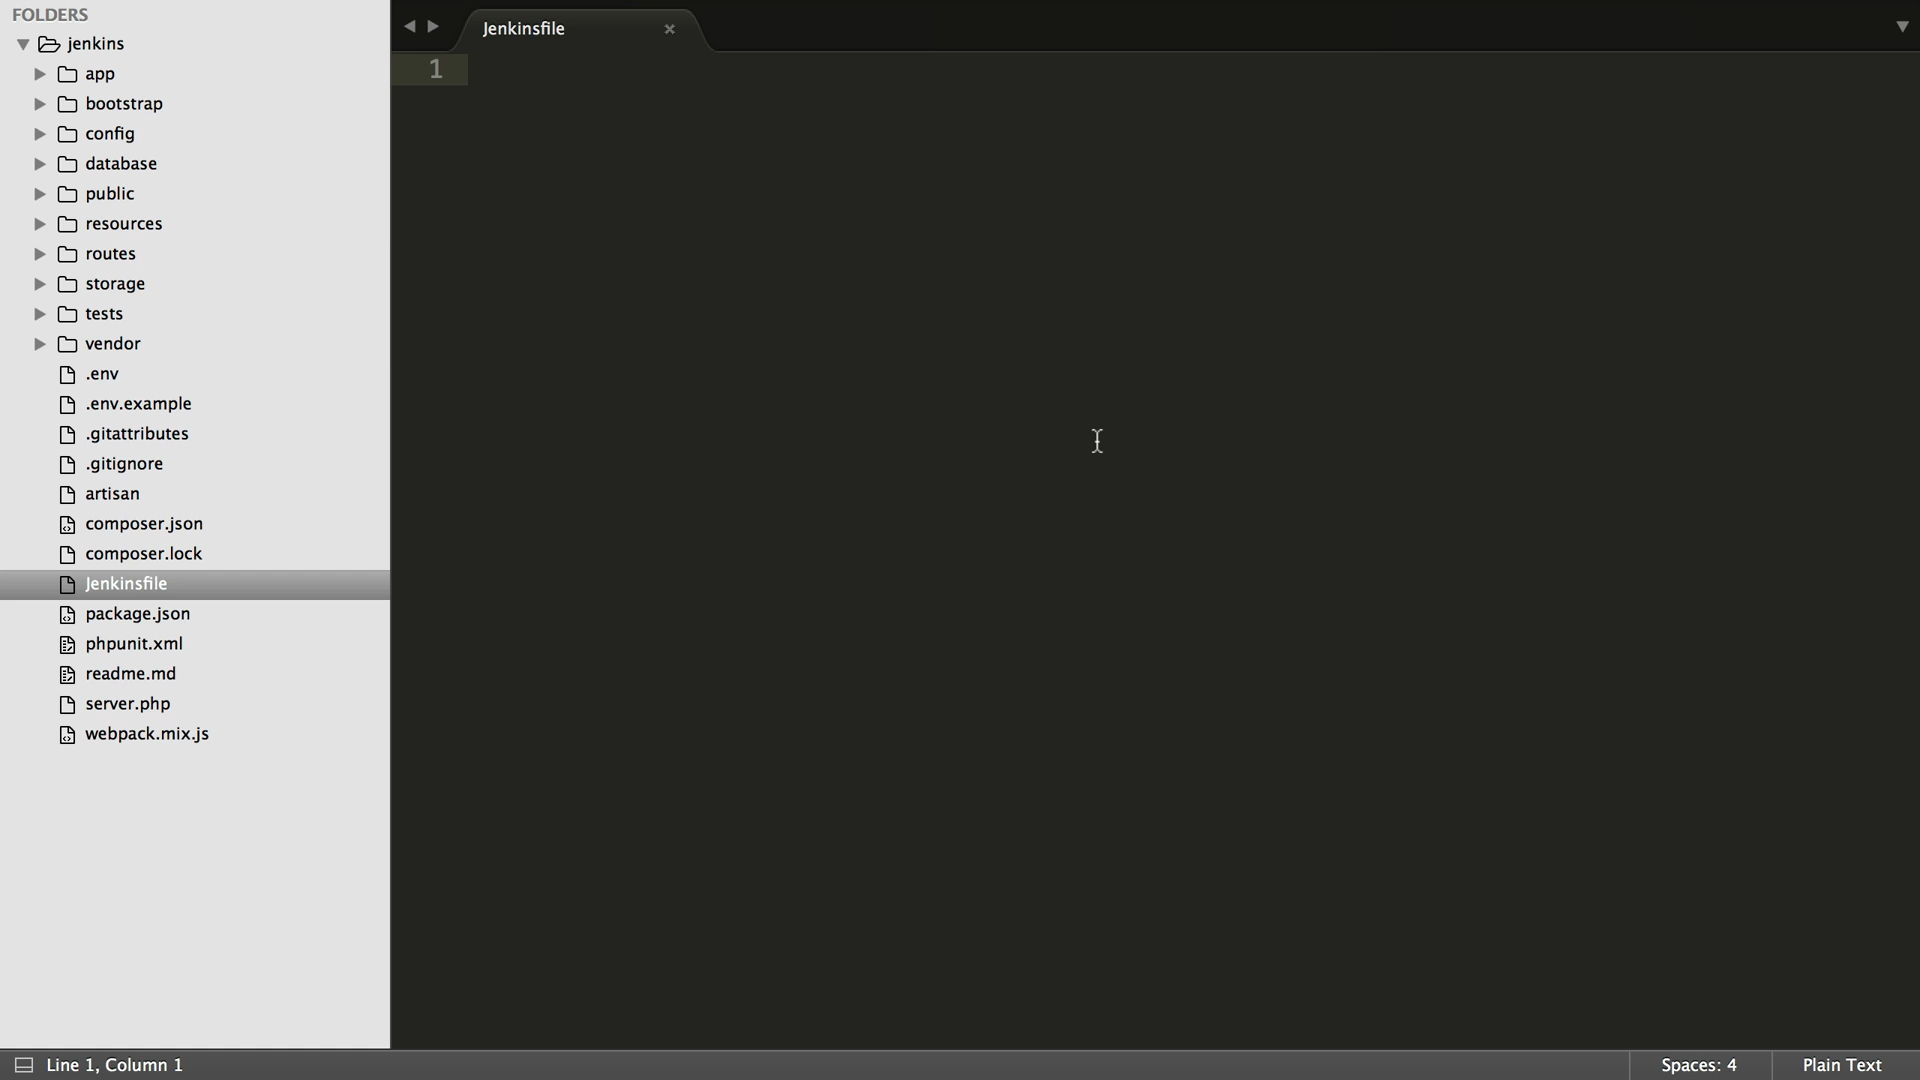 FOLDERS
jenkins
app
bootstrap
config
database
public
resources
routes
storage
tests
vendor
.env
.env.example
.gitattributes
.gitignore
artisan
composer.json
composer.lock
Jenkinsfile
package.json
phpunit.xml
readme.md
server.php
webpack.mix.js
Jenkinsfile
1
Line 1, Column 1
Spaces: 4
Plain Text